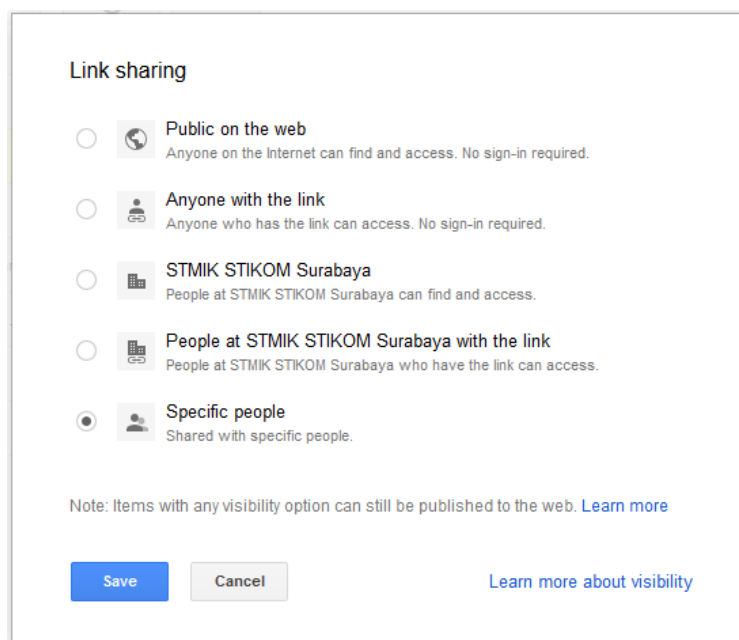 Link sharing
Public on the web
Anyone on the Internet can find and access. No sign-in required.
Anyone with the link
Anyone who has the link can access. No sign-in required.
STMIK STIKOM Surabaya
People at STMIK STIKOM Surabaya can find and access.
People at STMIK STIKOM Surabaya with the link
People at STMIK STIKOM Surabaya who have the link can access.
Specific people
Shared with specific people.
Note: Items with any visibility option can still be published to the web. Learn more
Save Cancel Learn more about visibility